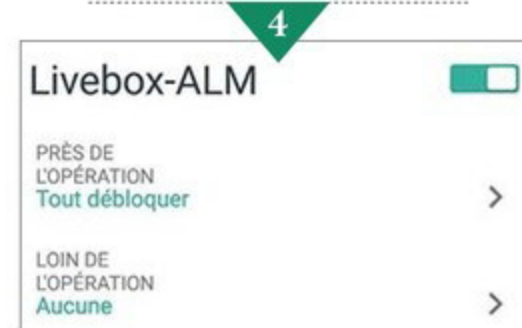 4
Livebox-ALM
PRÈS DE
L'OPÉRATION
Tout débloquer
LOIN DE
L'OPÉRATION
Aucune